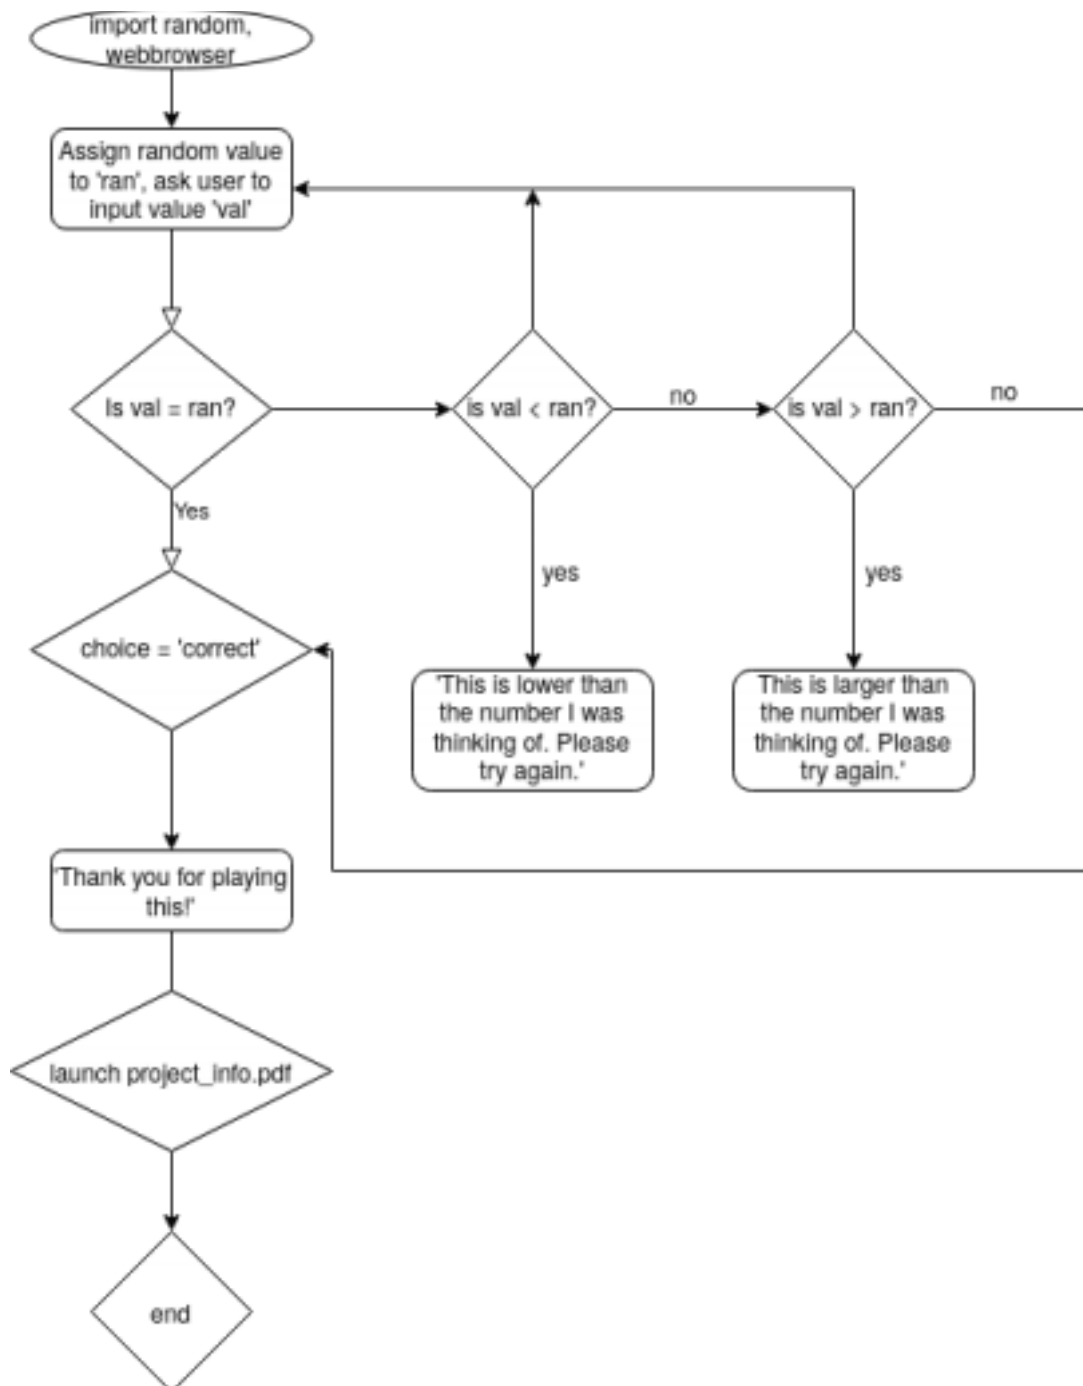 import random,
webbrowser
Assign random value
to 'ran', ask user to
input value 'val'
Is val = ran?
is val < ran?
no
is val > ran?
no
Yes
yes
yes
choice = 'correct'
'This is lower than
the number I was
thinking of. Please
try again.'
This is larger than
the number I was
thinking of. Please
try again.'
'Thank you for playing
this!'
launch project_info.pdf
end